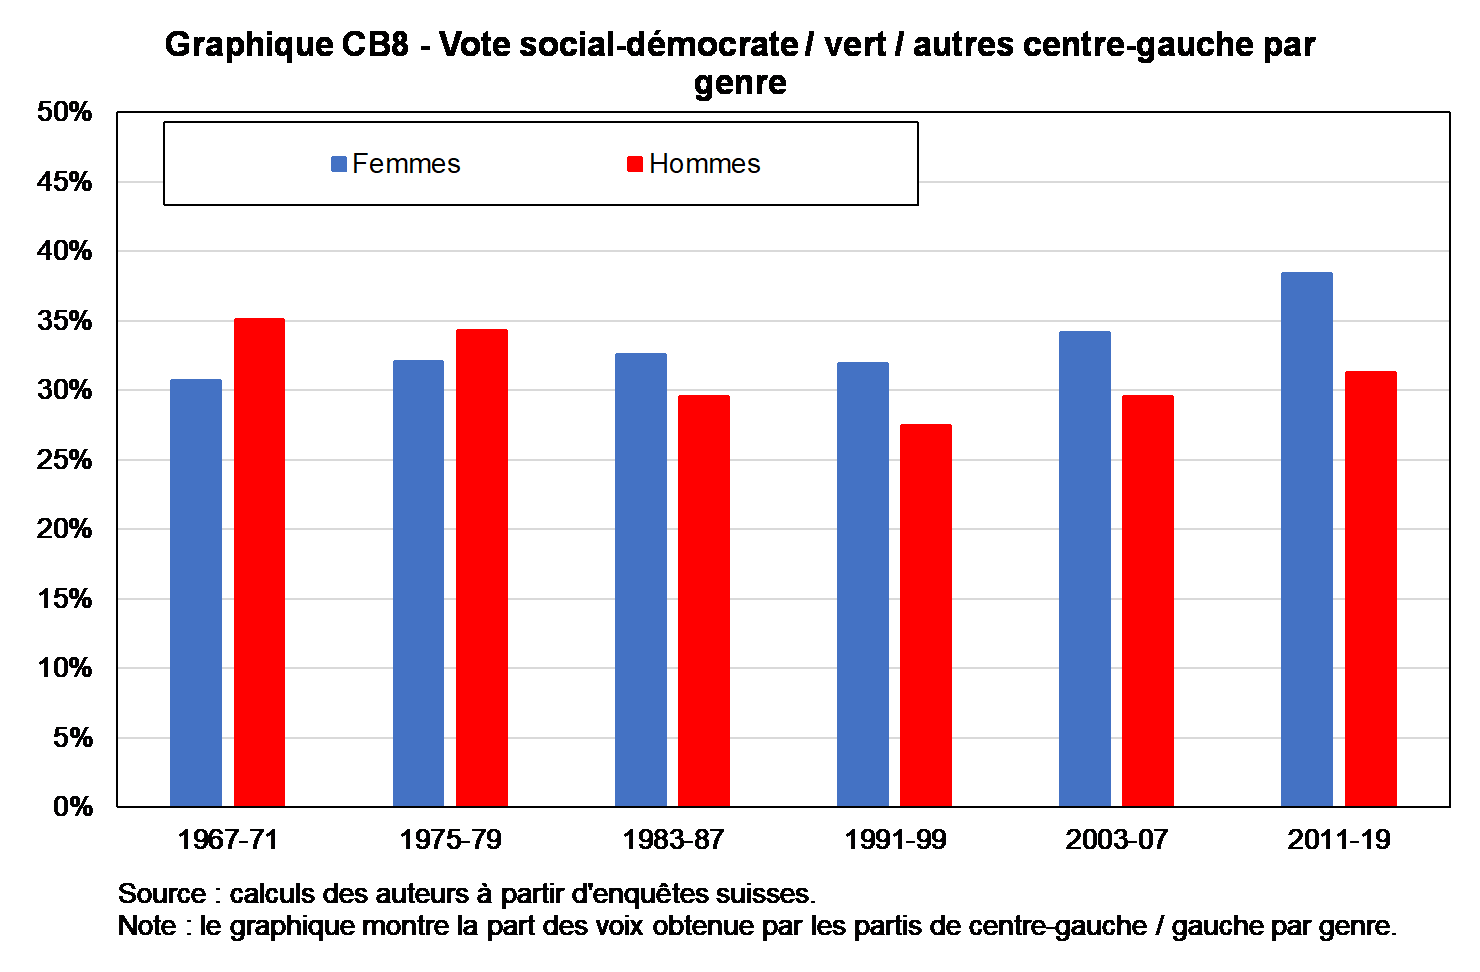 Graphique CB8 - Vote social-démocrate / vert / autres centre-gauche par
genre
50%
45%
40%
35%
30%
25%
20%
15%
10%
5%
0%
Femmes
Hommes
1967-71
1975-79
1983-87
1991-99
2003-07
2011-19
Source : calculs des auteurs à partir d'enquêtes suisses.
Note : le graphique montre la part des voix obtenue par les partis de centre-gauche / gauche par genre.